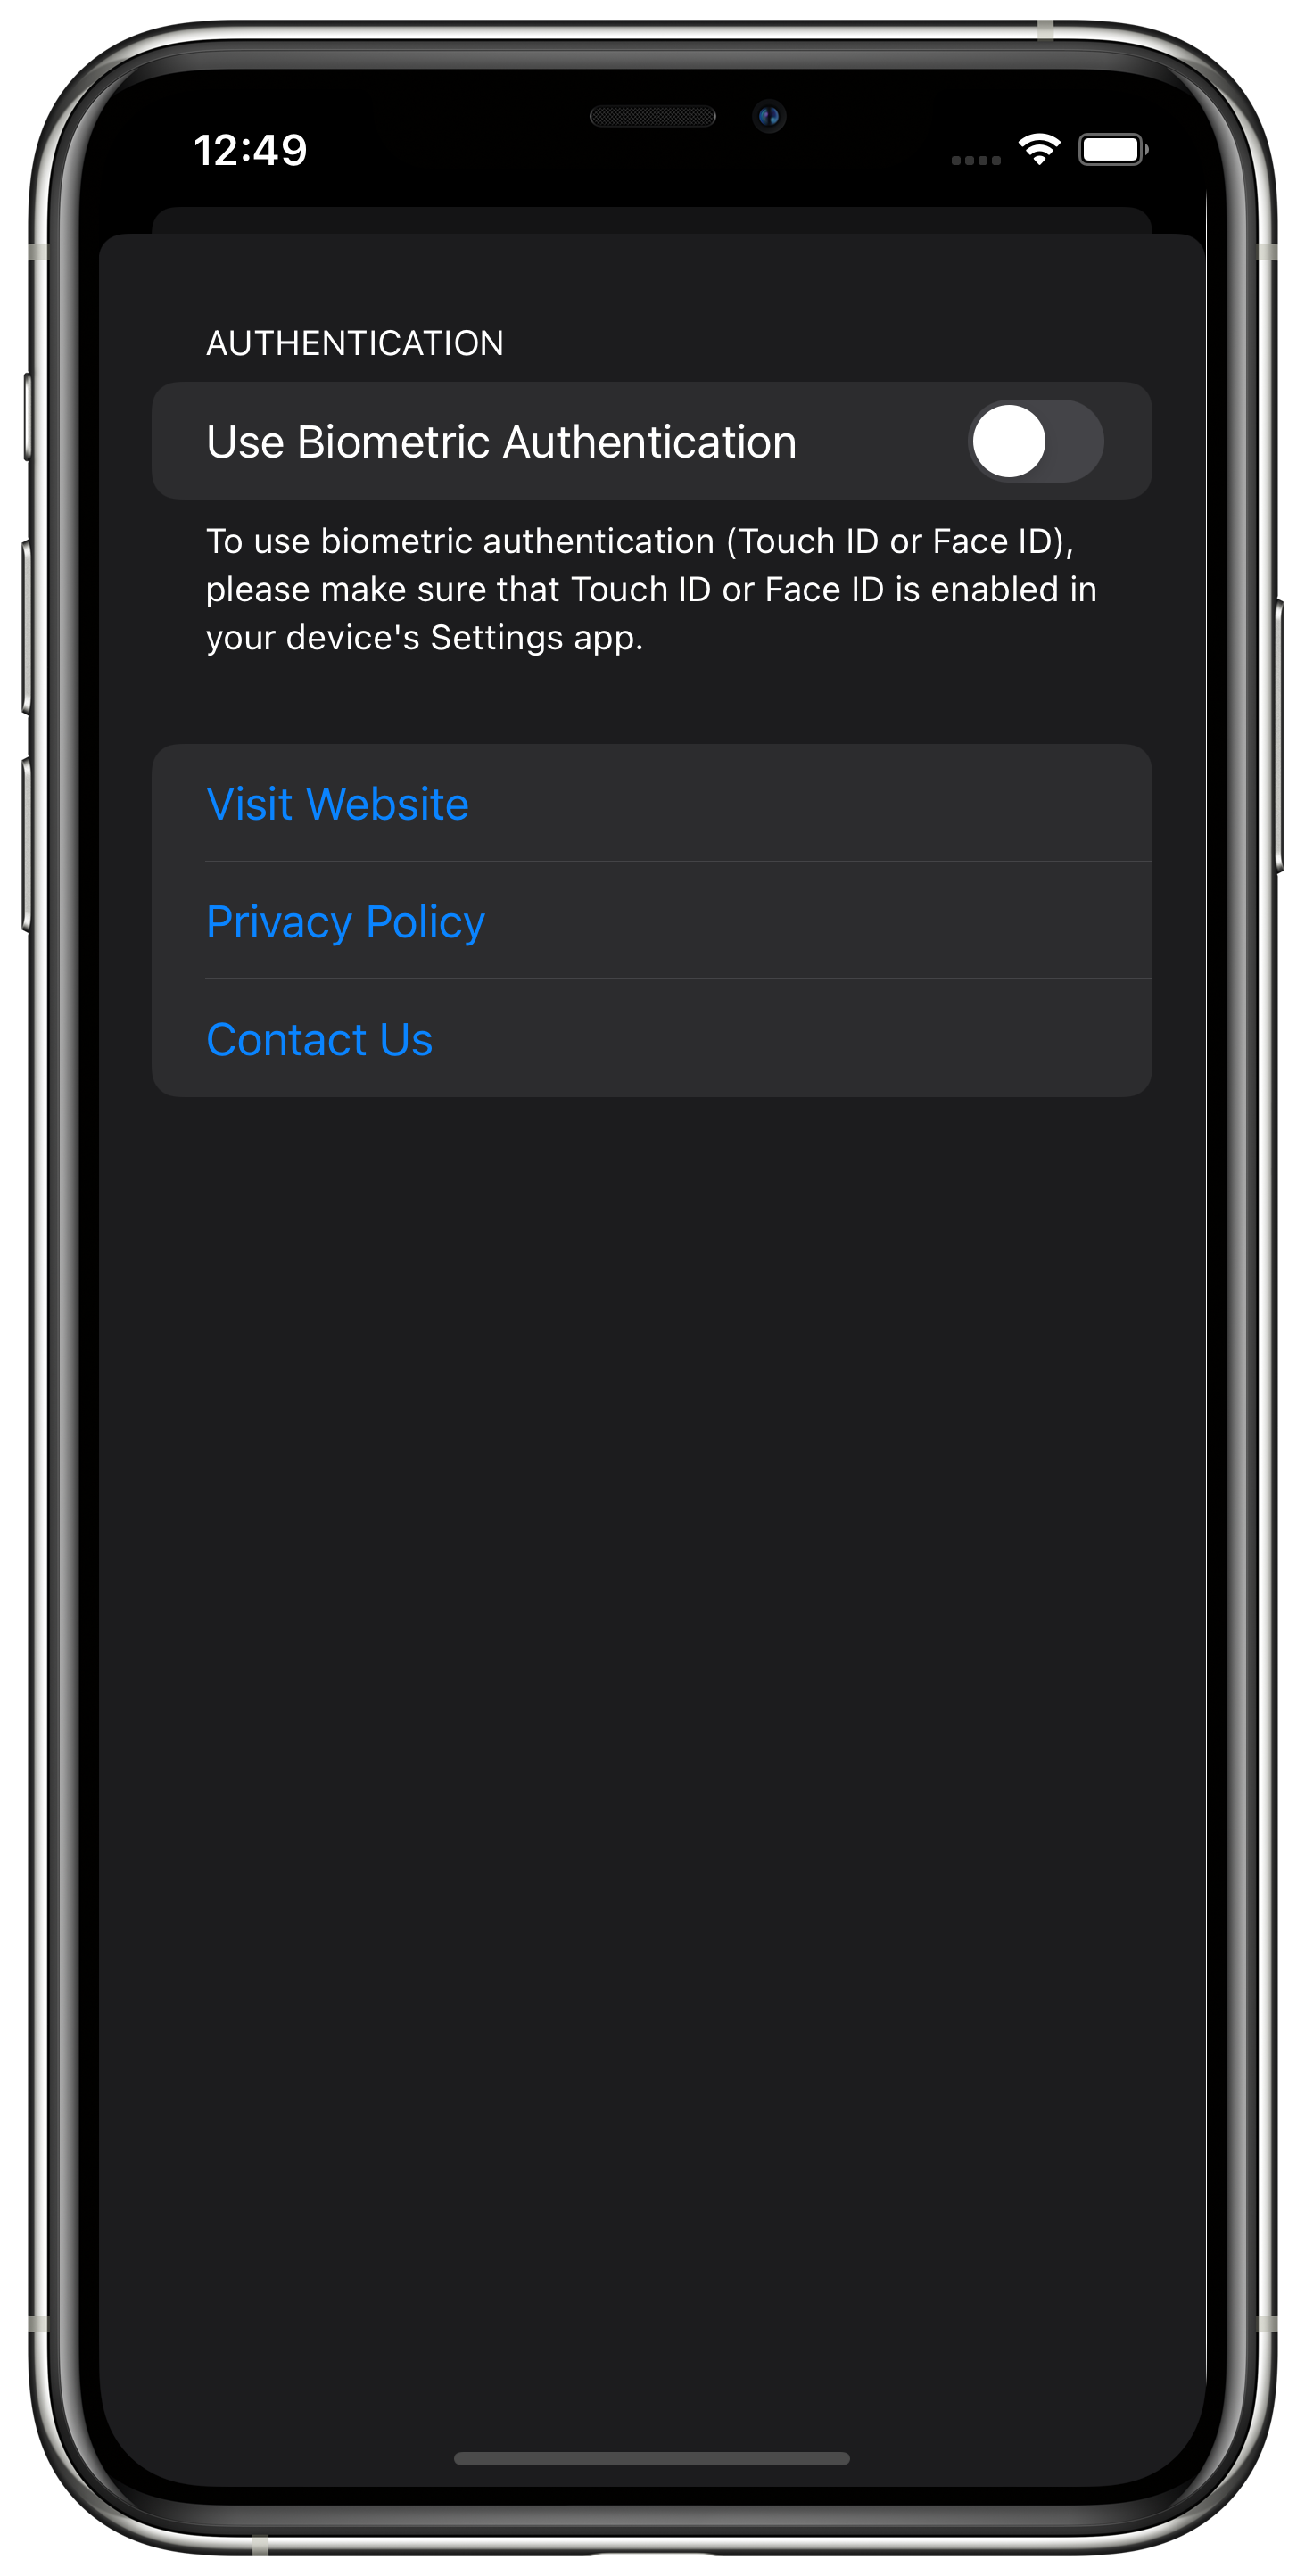 12:49
AUTHENTICATION
Use Biometric Authentication
To use biometric authentication (Touch ID or Face ID),
please make sure that Touch ID or Face ID is enabled in
your device's Settings app.
Visit Website
Privacy Policy
Contact Us